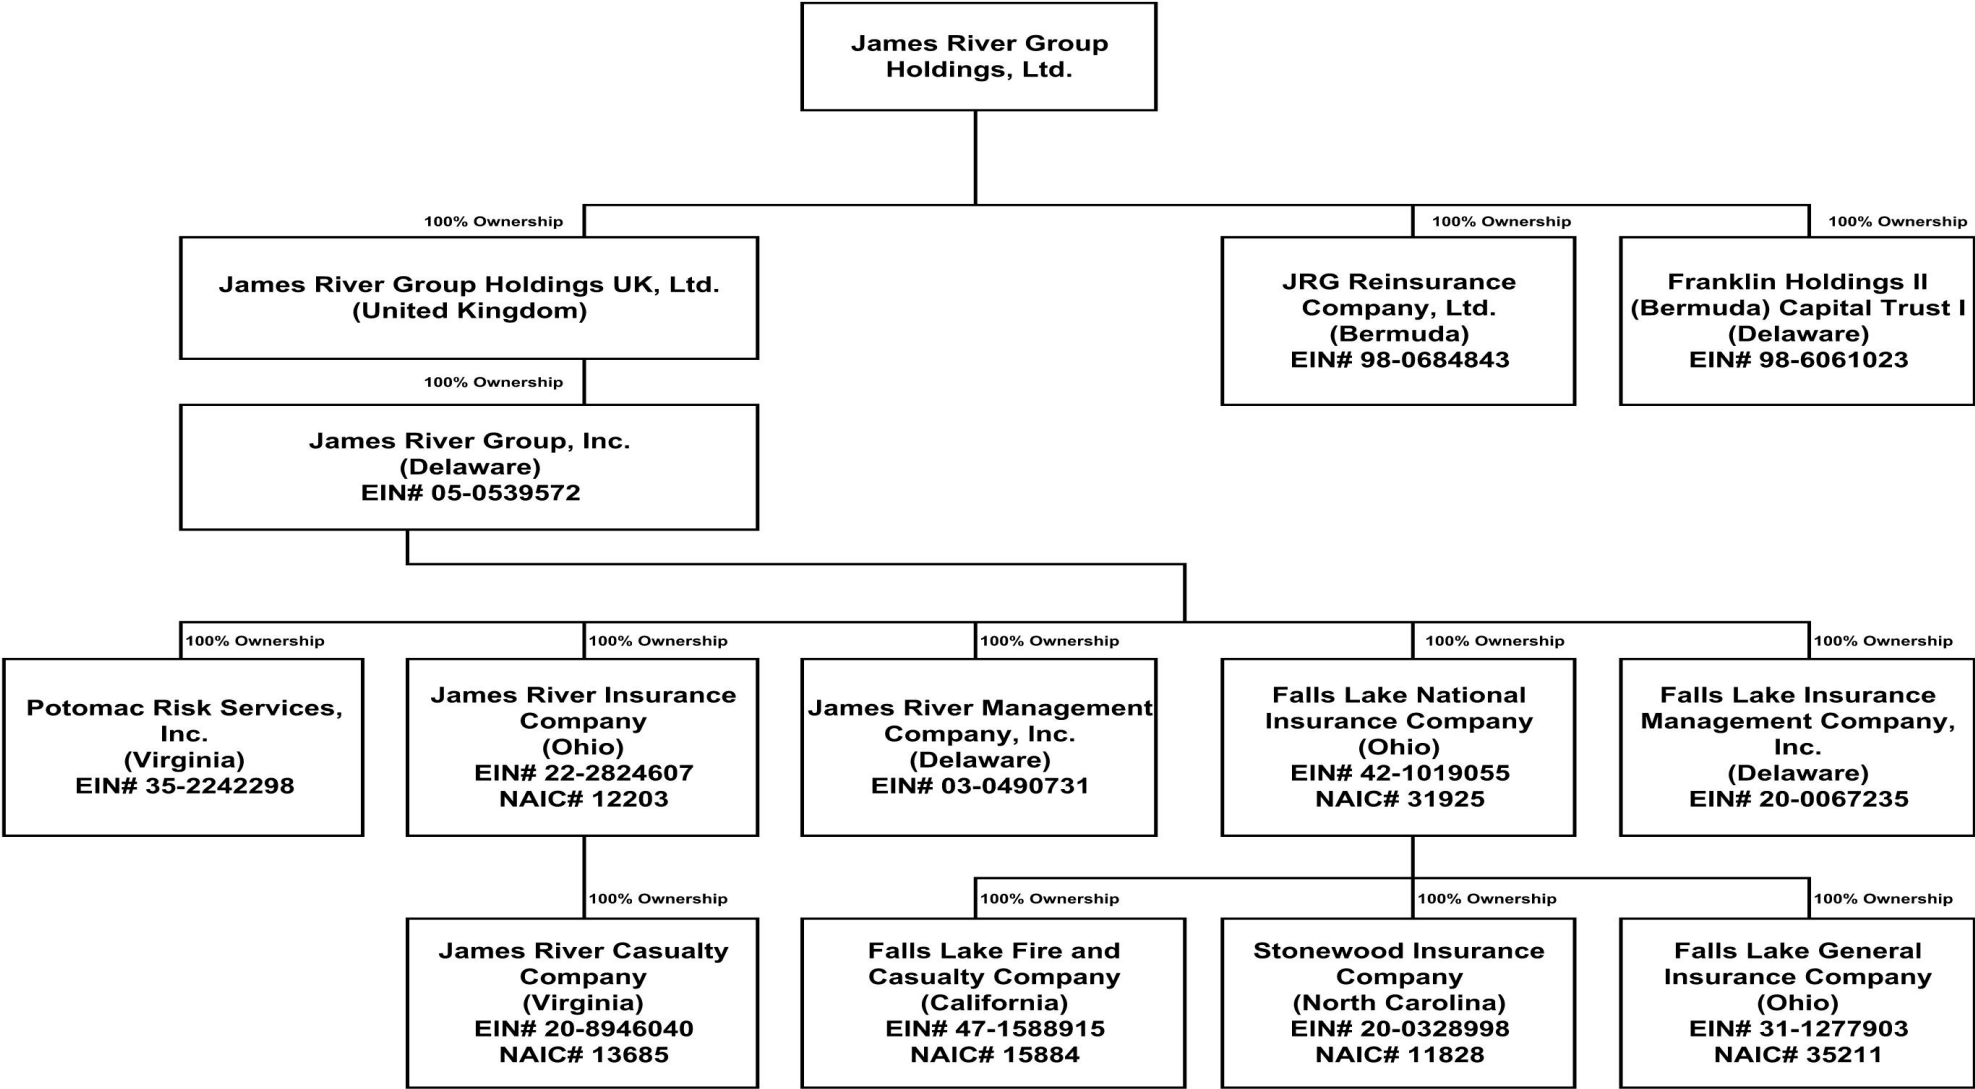 James River Group
Holdings, Ltd.
100% Ownership
100% Ownership
100% Ownership
James River Group Holdings UK, Ltd.
(United Kingdom)
JRG Reinsurance
Company, Ltd.
(Bermuda)
EIN# 98-0684843
Franklin Holdings II
(Bermuda) Capital Trust I
(Delaware)
EIN# 98-6061023
100% Ownership
James River Group, Inc.
(Delaware)
EIN# 05-0539572
100% Ownership
100% Ownership
100% Ownership
100% Ownership
100% Ownership
Potomac Risk Services,
Inc.
(Virginia)
EIN# 35-2242298
James River Insurance
Company
(Ohio)
EIN# 22-2824607
NAIC# 12203
James River Management
Company, Inc.
(Delaware)
EIN# 03-0490731
Falls Lake National
Insurance Company
(Ohio)
EIN# 42-1019055
NAIC# 31925
Falls Lake Insurance
Management Company,
Inc.
(Delaware)
EIN# 20-0067235
100% Ownership
100% Ownership
100% Ownership
100% Ownership
James River Casualty
Company
(Virginia)
EIN# 20-8946040
NAIC# 13685
Falls Lake Fire and
Casualty Company
(California)
EIN# 47-1588915
NAIC# 15884
Stonewood Insurance
Company
(North Carolina)
EIN# 20-0328998
NAIC# 11828
Falls Lake General
Insurance Company
(Ohio)
EIN# 31-1277903
NAIC# 35211